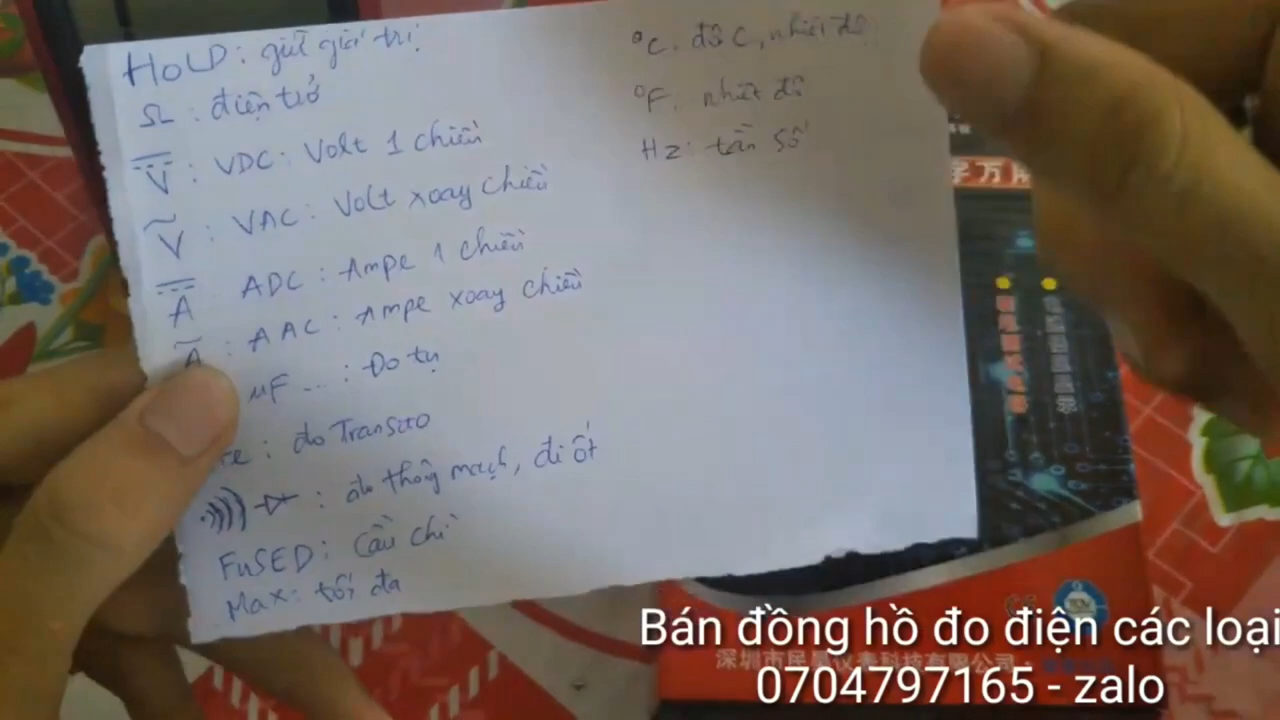 HOLD: giữ giá trị
Ω: điện trở
V: VDC: Volt 1 chiều
Ṽ: VAC: Volt xoay chiều
A ADC: Ampe 1 chiều
Ã: AAC: Ampe xoay chiều
µF ...: Đo tụ
: đo Transito
: đo thông mạch, đi ốt
FUSED: Cầu chì
Max: tối đa
°C. độ C, nhiệt độ
°F. nhiệt độ
Hz: tần số
Bán đồng hồ đo điện các loại
0704797165 - zalo